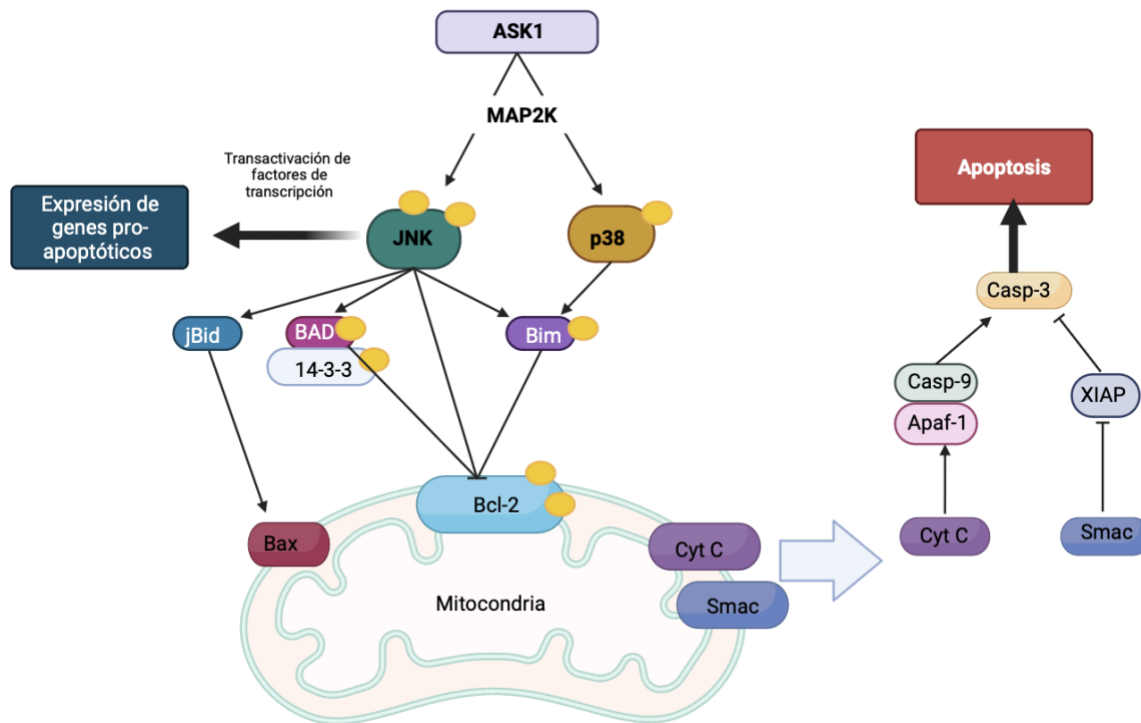 ASK1
MAP2K
Transactivación de
factores de
transcripción
Expresión de
genes pro-
apoptóticos
JNK
p38
jBid
BAD
14-3-3
Bim
Bcl-2
Bax
Mitocondria
Cyt C
Smac
Apoptosis
Casp-3
Casp-9
Apaf-1
XIAP
Cyt C
Smac